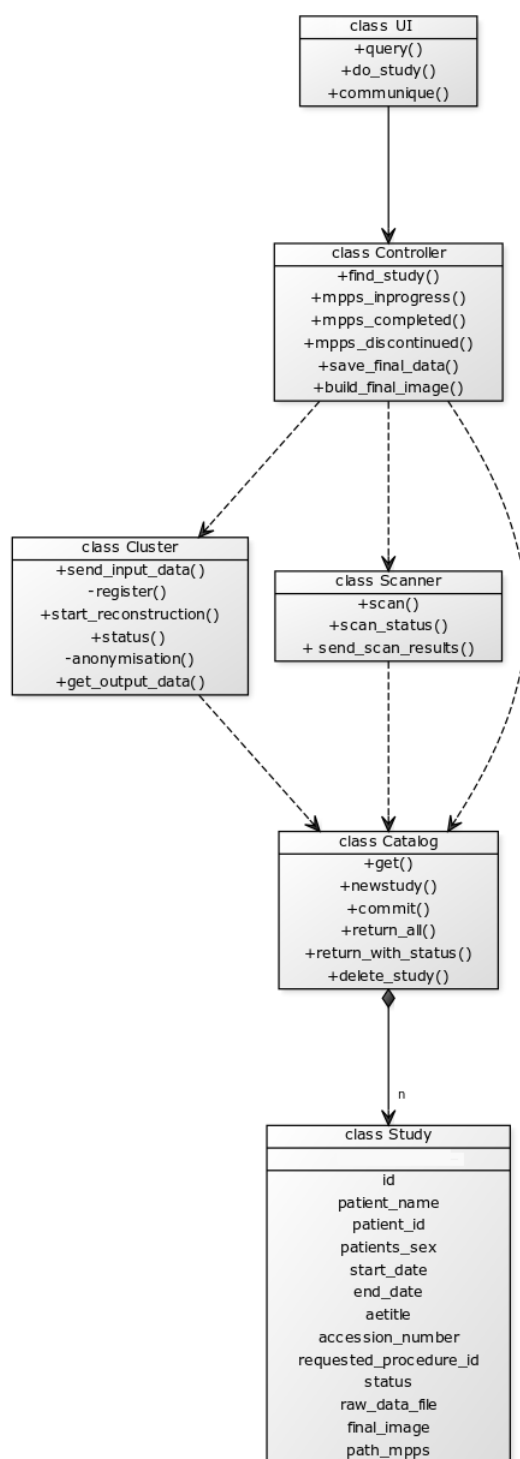 class UI
+query()
+do_study()
+communique()
class Controller
+find_study()
+mpps_inprogress()
+mpps_completed()
+mpps_discontinued()
+save_final_data()
+build_final_image()
class Cluster
+send_input_data()
-register()
+start_reconstruction()
+status()
-anonymisation()
+get_output_data()
class Scanner
+scan()
+scan_status()
+ send_scan_results()
class Catalog
+get()
+newstudy()
+commit()
+return_all()
+return_with_status()
+delete_study()
n
class Study
id
patient_name
patient_id
patients_sex
start_date
end_date
aetitle
accession_number
requested_procedure_id
status
raw_data_file
final_image
path_mpps